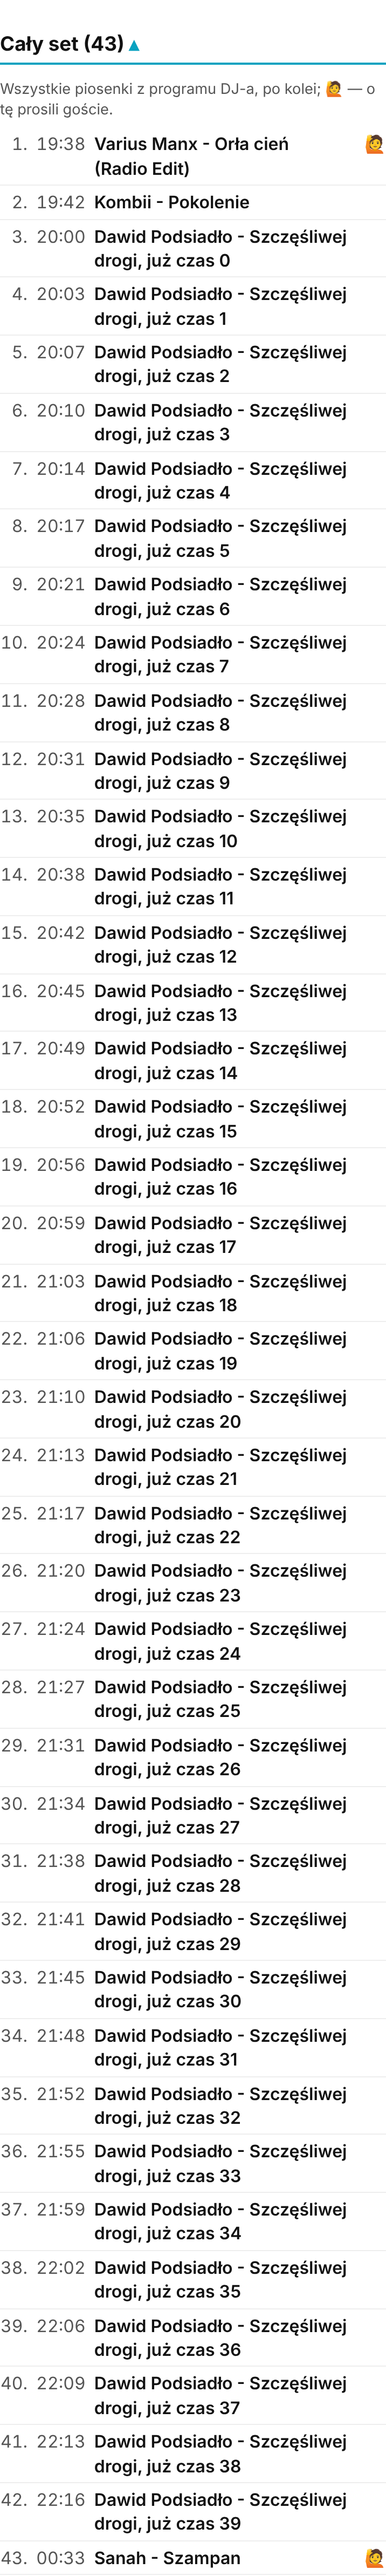 Cały set (43) ▲
Wszystkie piosenki z programu DJ-a, po kolei; 🙋 — o
tę prosili goście.
1. 19:38 Varius Manx - Orła cień 🙋
(Radio Edit)
2. 19:42 Kombii - Pokolenie
3. 20:00 Dawid Podsiadło - Szczęśliwej
drogi, już czas 0
4. 20:03 Dawid Podsiadło - Szczęśliwej
drogi, już czas 1
5. 20:07 Dawid Podsiadło - Szczęśliwej
drogi, już czas 2
6. 20:10 Dawid Podsiadło - Szczęśliwej
drogi, już czas 3
7. 20:14 Dawid Podsiadło - Szczęśliwej
drogi, już czas 4
8. 20:17 Dawid Podsiadło - Szczęśliwej
drogi, już czas 5
9. 20:21 Dawid Podsiadło - Szczęśliwej
drogi, już czas 6
10. 20:24 Dawid Podsiadło - Szczęśliwej
drogi, już czas 7
11. 20:28 Dawid Podsiadło - Szczęśliwej
drogi, już czas 8
12. 20:31 Dawid Podsiadło - Szczęśliwej
drogi, już czas 9
13. 20:35 Dawid Podsiadło - Szczęśliwej
drogi, już czas 10
14. 20:38 Dawid Podsiadło - Szczęśliwej
drogi, już czas 11
15. 20:42 Dawid Podsiadło - Szczęśliwej
drogi, już czas 12
16. 20:45 Dawid Podsiadło - Szczęśliwej
drogi, już czas 13
17. 20:49 Dawid Podsiadło - Szczęśliwej
drogi, już czas 14
18. 20:52 Dawid Podsiadło - Szczęśliwej
drogi, już czas 15
19. 20:56 Dawid Podsiadło - Szczęśliwej
drogi, już czas 16
20. 20:59 Dawid Podsiadło - Szczęśliwej
drogi, już czas 17
21. 21:03 Dawid Podsiadło - Szczęśliwej
drogi, już czas 18
22. 21:06 Dawid Podsiadło - Szczęśliwej
drogi, już czas 19
23. 21:10 Dawid Podsiadło - Szczęśliwej
drogi, już czas 20
24. 21:13 Dawid Podsiadło - Szczęśliwej
drogi, już czas 21
25. 21:17 Dawid Podsiadło - Szczęśliwej
drogi, już czas 22
26. 21:20 Dawid Podsiadło - Szczęśliwej
drogi, już czas 23
27. 21:24 Dawid Podsiadło - Szczęśliwej
drogi, już czas 24
28. 21:27 Dawid Podsiadło - Szczęśliwej
drogi, już czas 25
29. 21:31 Dawid Podsiadło - Szczęśliwej
drogi, już czas 26
30. 21:34 Dawid Podsiadło - Szczęśliwej
drogi, już czas 27
31. 21:38 Dawid Podsiadło - Szczęśliwej
drogi, już czas 28
32. 21:41 Dawid Podsiadło - Szczęśliwej
drogi, już czas 29
33. 21:45 Dawid Podsiadło - Szczęśliwej
drogi, już czas 30
34. 21:48 Dawid Podsiadło - Szczęśliwej
drogi, już czas 31
35. 21:52 Dawid Podsiadło - Szczęśliwej
drogi, już czas 32
36. 21:55 Dawid Podsiadło - Szczęśliwej
drogi, już czas 33
37. 21:59 Dawid Podsiadło - Szczęśliwej
drogi, już czas 34
38. 22:02 Dawid Podsiadło - Szczęśliwej
drogi, już czas 35
39. 22:06 Dawid Podsiadło - Szczęśliwej
drogi, już czas 36
40. 22:09 Dawid Podsiadło - Szczęśliwej
drogi, już czas 37
41. 22:13 Dawid Podsiadło - Szczęśliwej
drogi, już czas 38
42. 22:16 Dawid Podsiadło - Szczęśliwej
drogi, już czas 39
43. 00:33 Sanah - Szampan 🙋